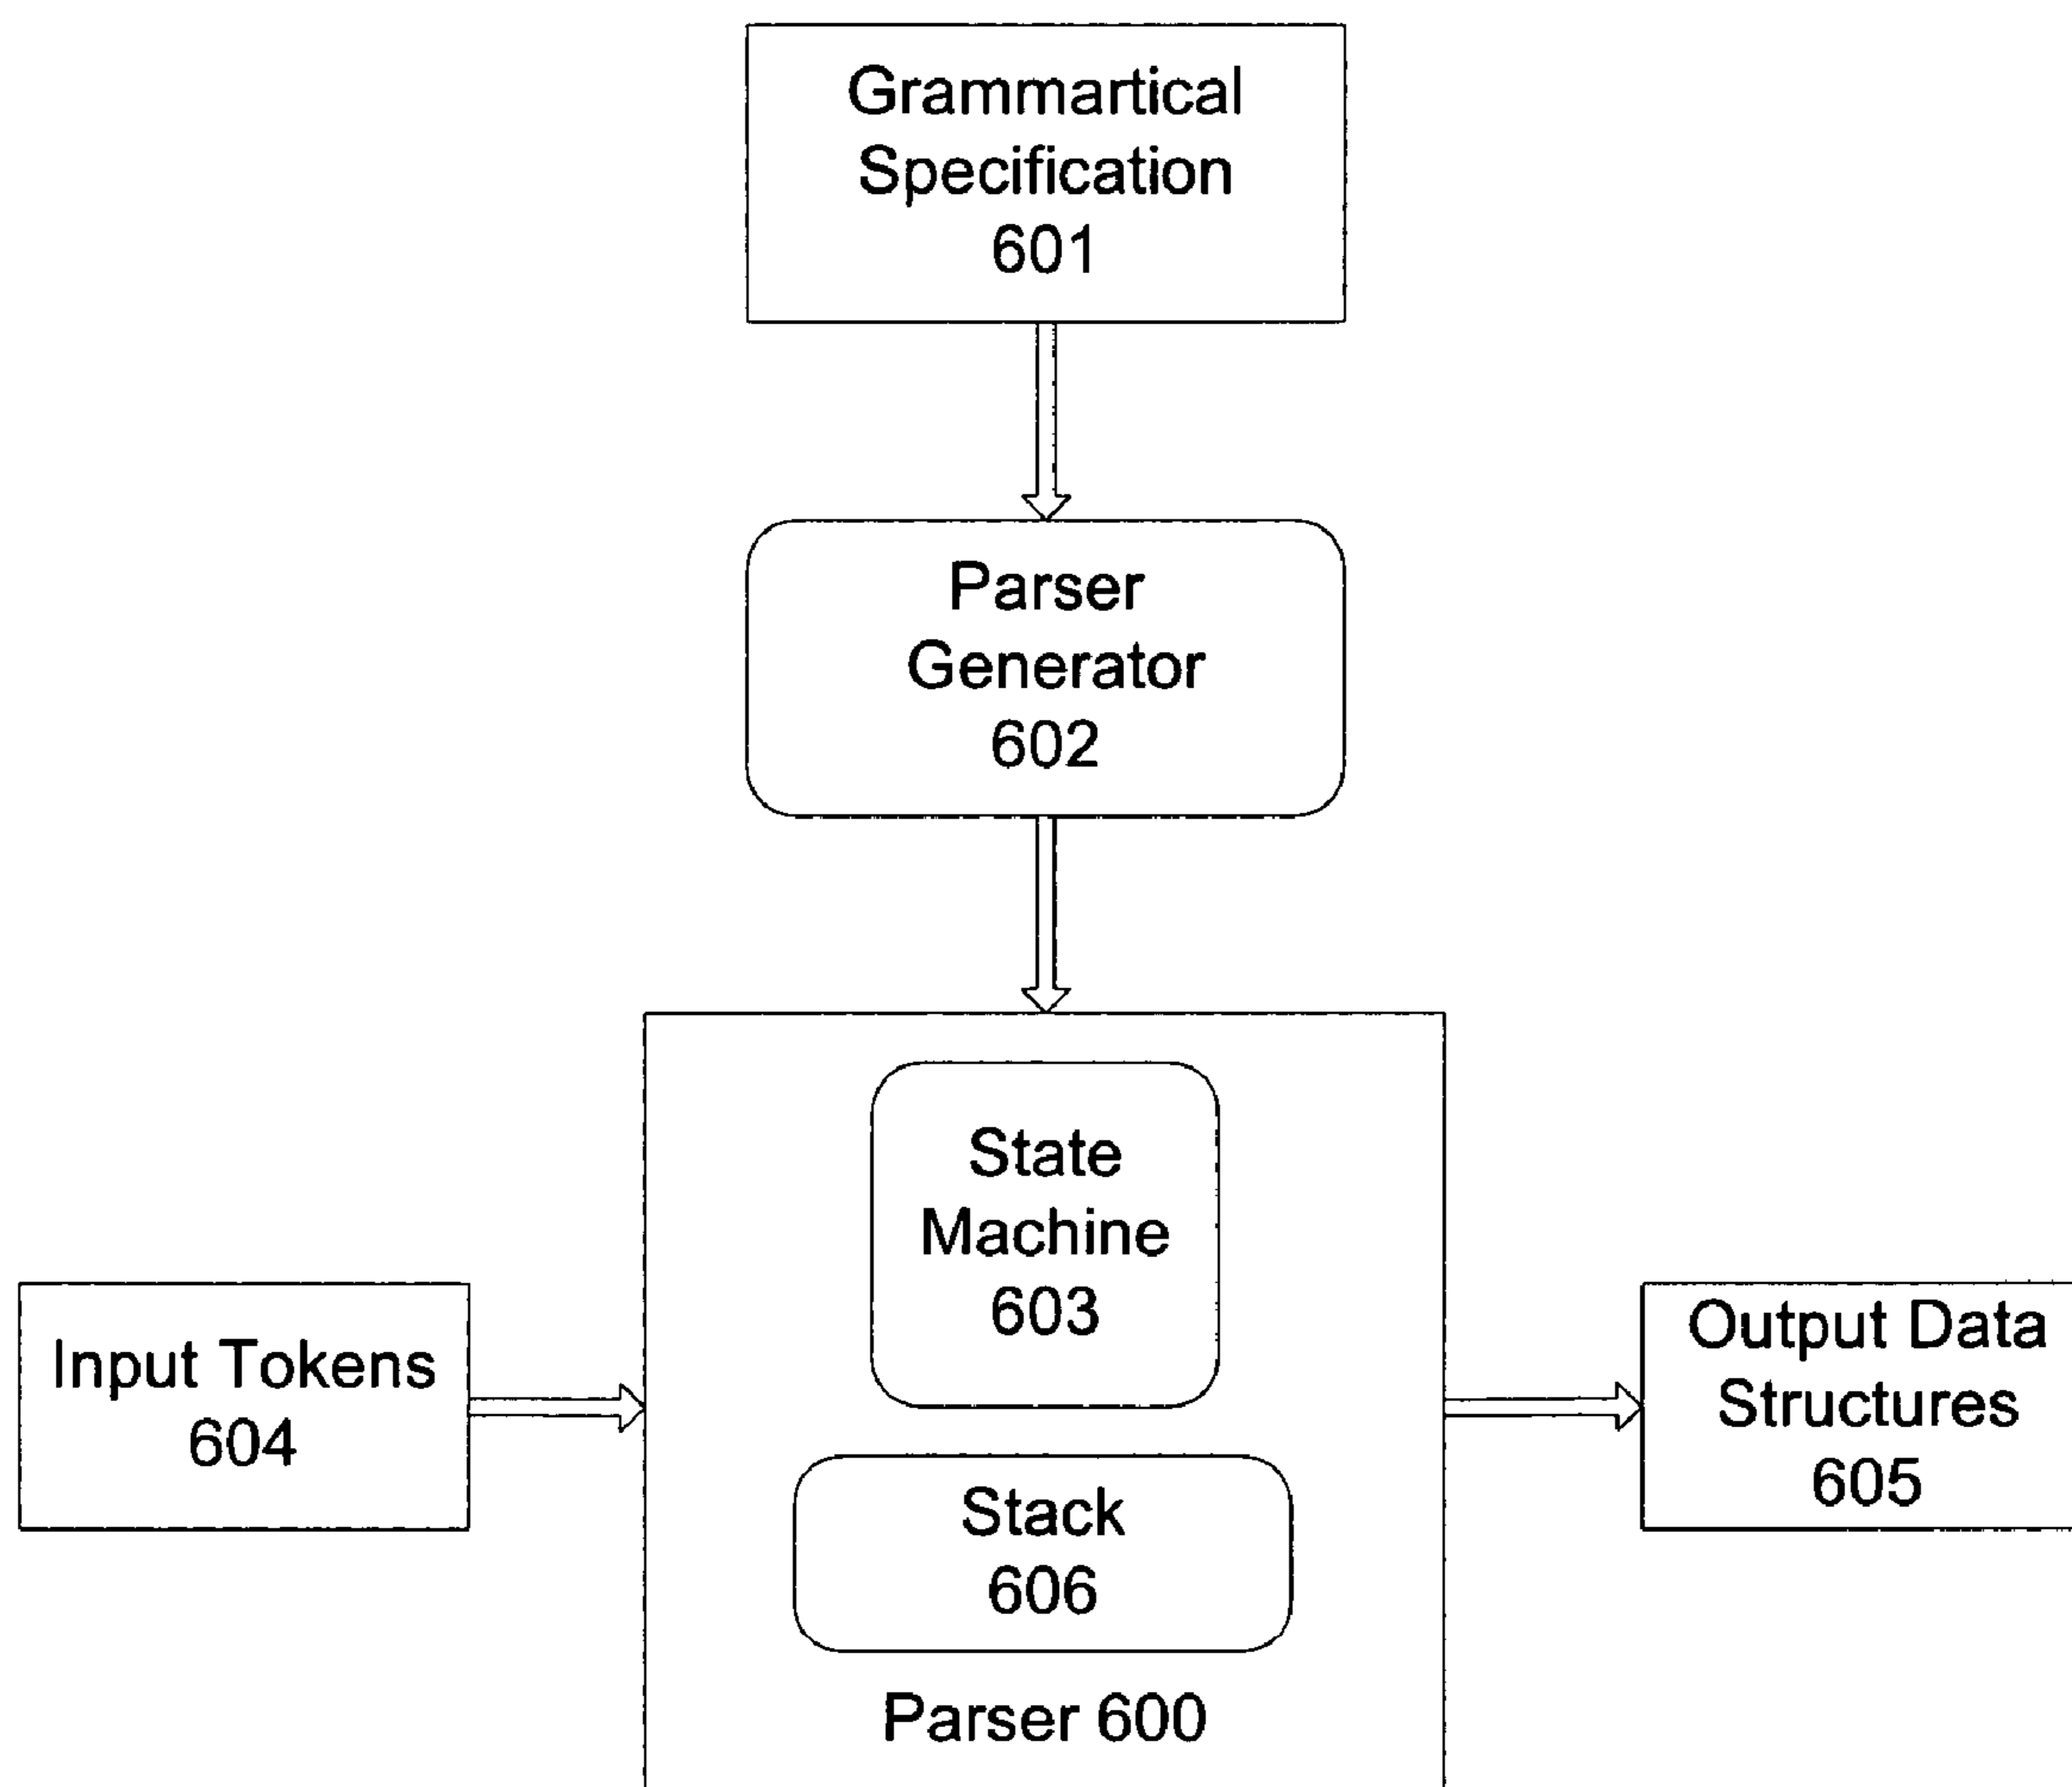 Grammartical
Specification
601
Parser
Generator
602
State
Machine
603
Input Tokens
604
Output Data
Structures
605
Stack
606
Parser 600